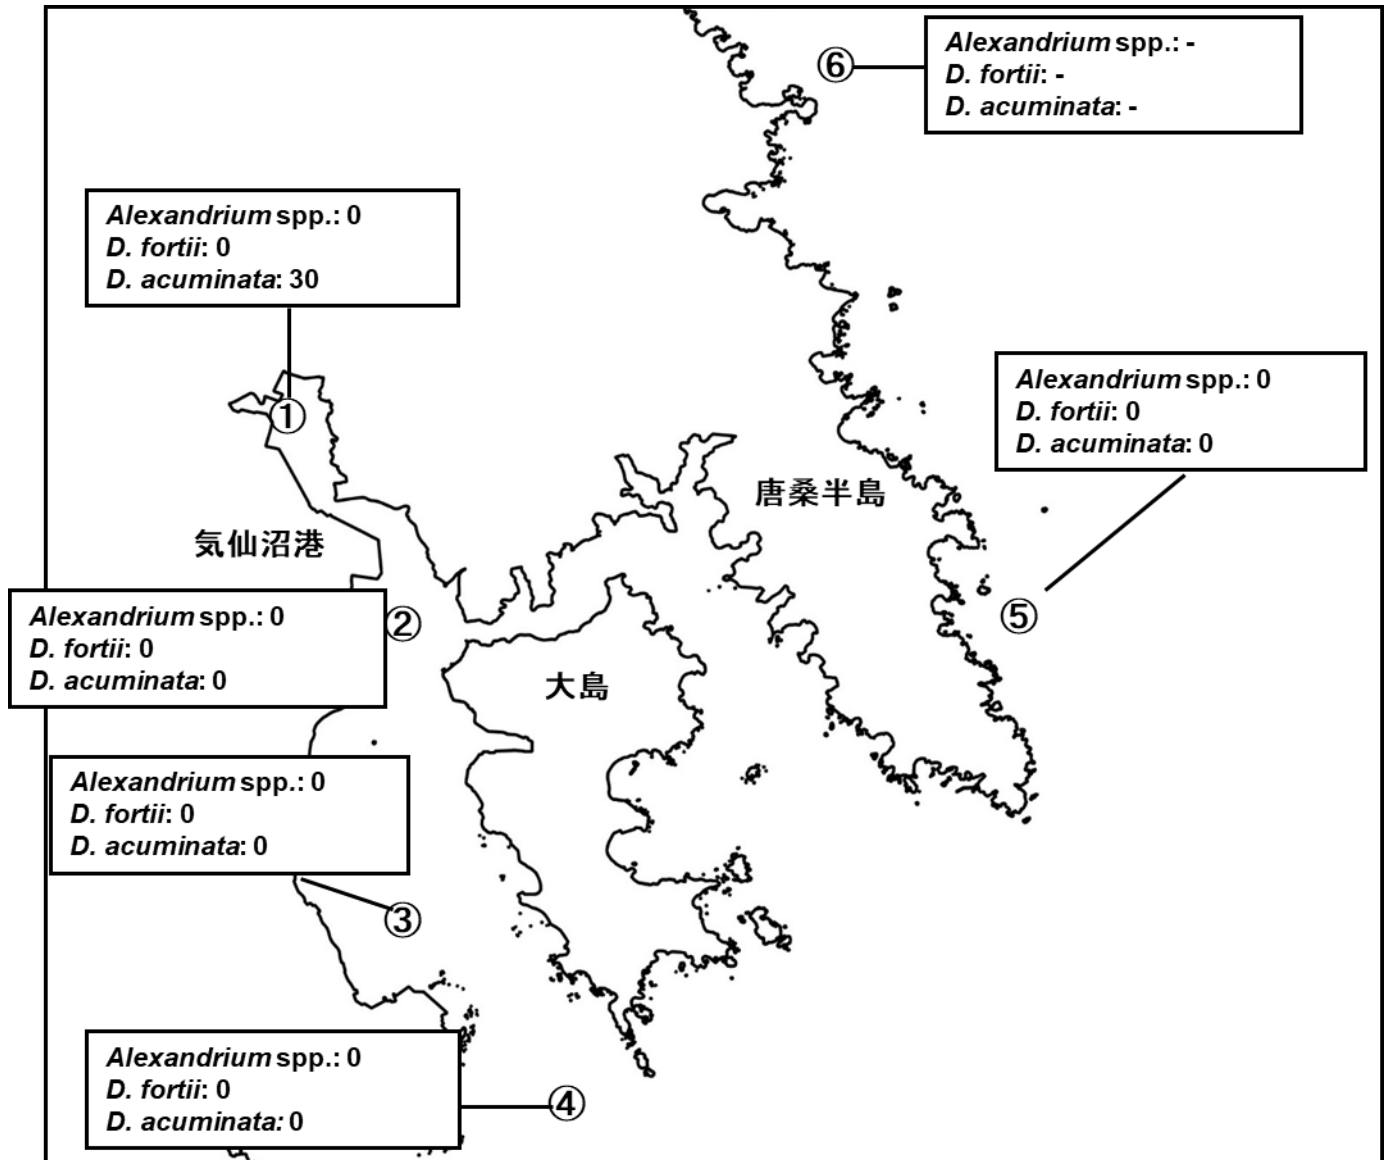 ⑥
Alexandrium spp.: -
D. fortii: -
D. acuminata: -
Alexandrium spp.: 0
D. fortii: 0
D. acuminata: 30
①
Alexandrium spp.: 0
D. fortii: 0
D. acuminata: 0
唐桑半島
気仙沼港
⑤
Alexandrium spp.: 0
D. fortii: 0
D. acuminata: 0
②
大島
Alexandrium spp.: 0
D. fortii: 0
D. acuminata: 0
③
Alexandrium spp.: 0
D. fortii: 0
D. acuminata: 0
④